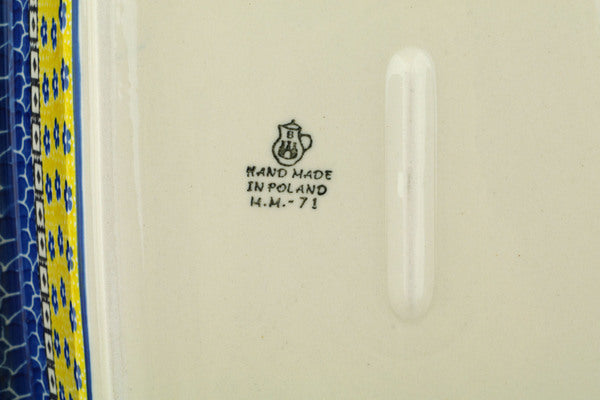 B
HAND MADE
IN POLAND
M.M.-71